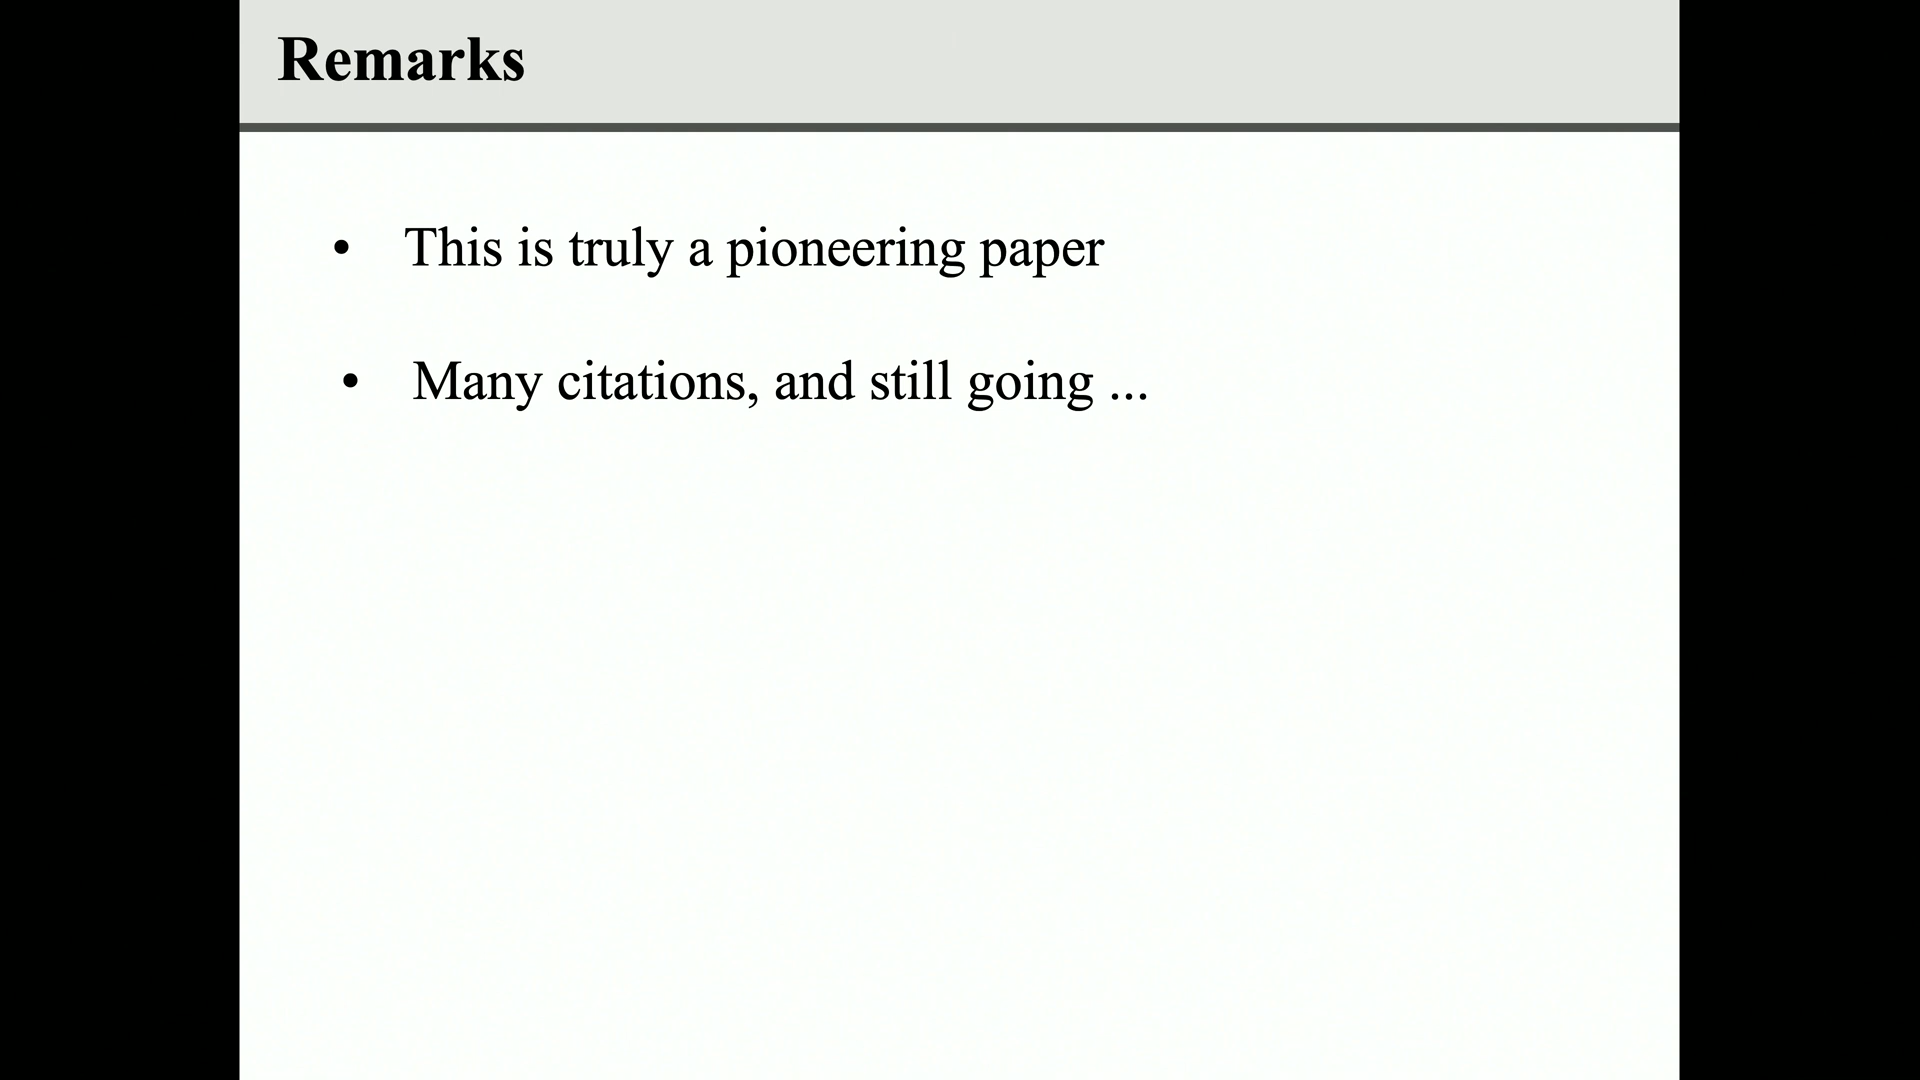 Remarks
• This is truly a pioneering paper
• Many citations, and still going ...